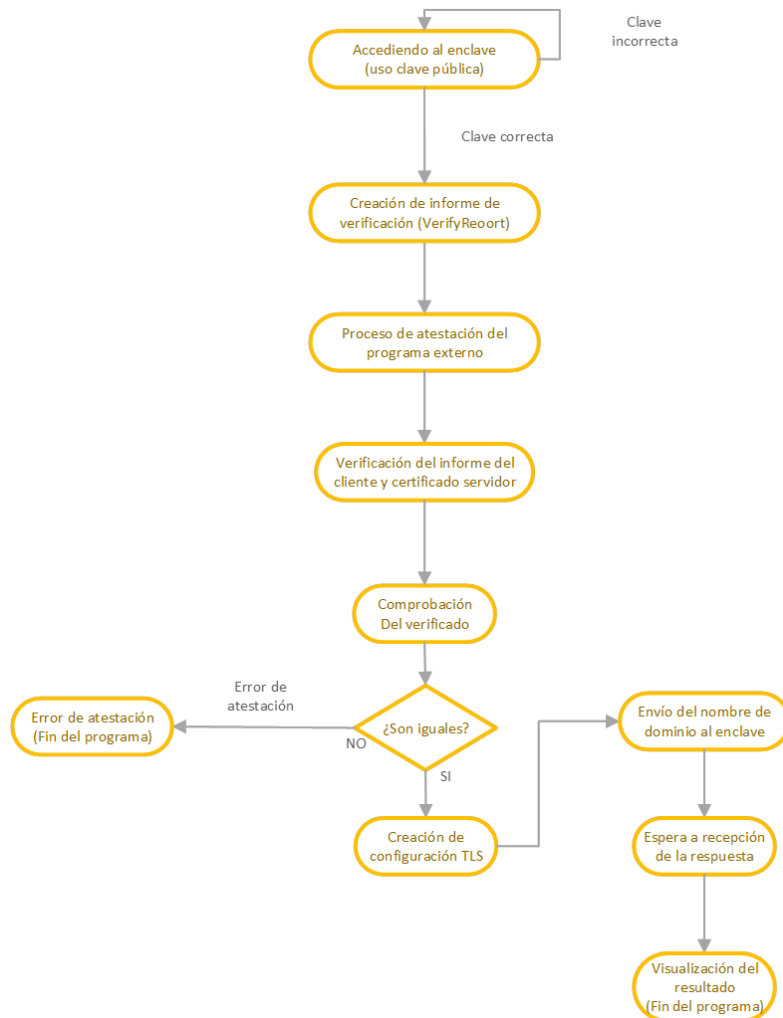 Clave
incorrecta
Accediendo al enclave
(uso clave pública)
Clave correcta
Creación de informe de
verificación (VerifyReoort)
Proceso de atestación del
programa externo
Verificación del informe del
cliente y certificado servidor
Comprobación
Del verificado
Error de
atestación
Error de atestación
(Fin del programa)
¿Son iguales?
NO
SI
Envío del nombre de
dominio al enclave
Creación de
configuración TLS
Espera a recepción
de la respuesta
Visualización del
resultado
(Fin del programa)